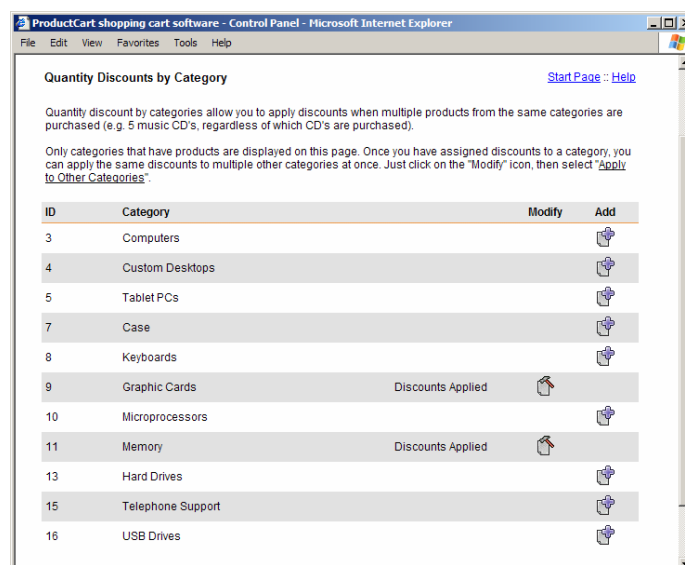 ProductCart shopping cart software - Control Panel - Microsoft Internet Explorer
File Edit View Favorites Tools Help
Quantity Discounts by Category Start Page :: Help
Quantity discount by categories allow you to apply discounts when multiple products from the same categories are
purchased (e.g. 5 music CD's, regardless of which CD's are purchased).
Only categories that have products are displayed on this page. Once you have assigned discounts to a category, you
can apply the same discounts to multiple other categories at once. Just click on the "Modify" icon, then select "Apply
to Other Categories".
ID Category Modify Add
3 Computers
4 Custom Desktops
5 Tablet PCs
7 Case
8 Keyboards
9 Graphic Cards Discounts Applied
10 Microprocessors
11 Memory Discounts Applied
13 Hard Drives
15 Telephone Support
16 USB Drives